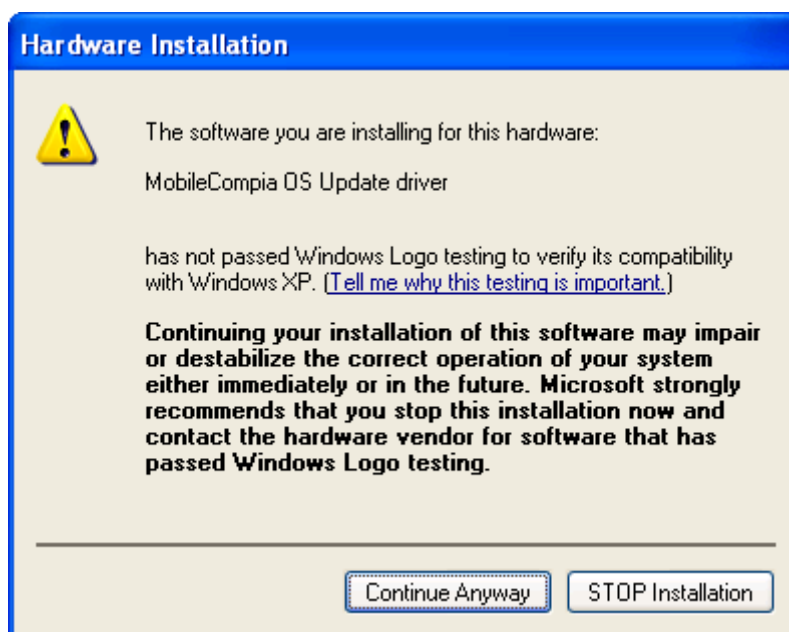 Hardware Installation
The software you are installing for this hardware:
MobileCompia OS Update driver
has not passed Windows Logo testing to verify its compatibility
with Windows XP. (Tell me why this testing is important.)
Continuing your installation of this software may impair
or destabilize the correct operation of your system
either immediately or in the future. Microsoft strongly
recommends that you stop this installation now and
contact the hardware vendor for software that has
passed Windows Logo testing.
Continue Anyway
STOP Installation